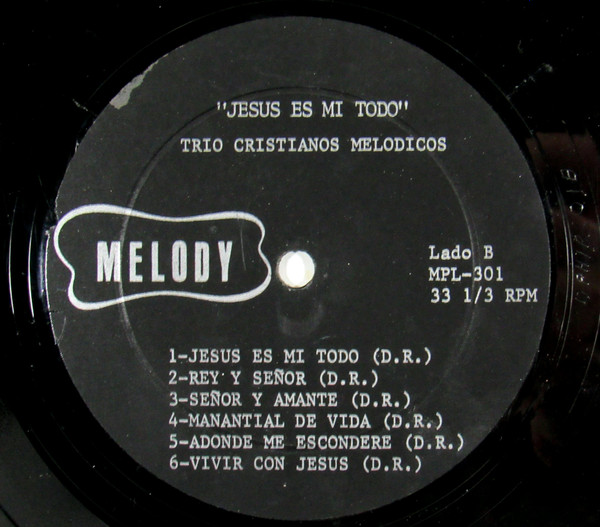 "JESUS ES MI TODO"
TRIO CRISTIANOS MELODICOS
MELODY
Lado B
MPL-301
33 1/3 RPM
1-JESUS ES MI TODO (D.R.)
2-REY Y SEÑOR (D.R.)
3-SEÑOR Y AMANTE (D.R.)
4-MANANTIAL DE VIDA (D.R.)
5-ADONDE ME ESCONDERE (D.R.)
6-VIVIR CON JESUS (D.R.)